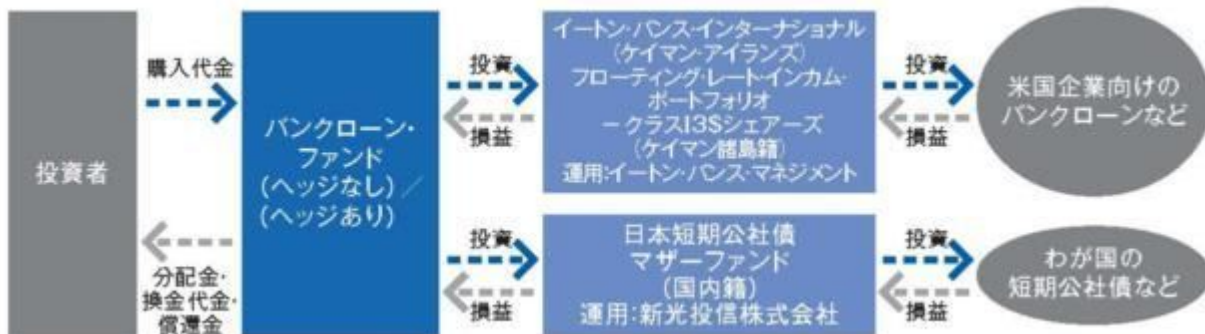 投資者
購入代金
分配金・
換金代金・
償還金
バンクローン・
ファンド
(ヘッジなし)／
(ヘッジあり)
投資
損益
イートン・バンス・インターナショナル
(ケイマン・アイランズ)
フローティング・レート・インカム・
ポートフォリオ
－クラスI3＄シェアーズ
(ケイマン諸島籍)
運用:イートン・バンス・マネジメント
投資
損益
米国企業向けの
バンクローンなど
投資
損益
日本短期公社債
マザーファンド
(国内籍)
運用:新光投信株式会社
投資
損益
わが国の
短期公社債など